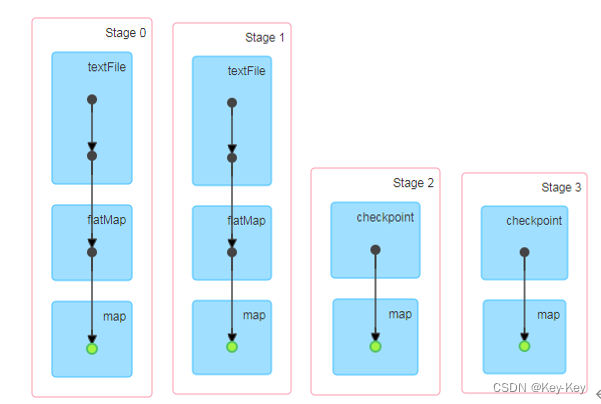 Stage 0
textFile
flatMap
map
Stage 1
textFile
flatMap
map
Stage 2
checkpoint
map
Stage 3
checkpoint
map
CSDN @Key-Key